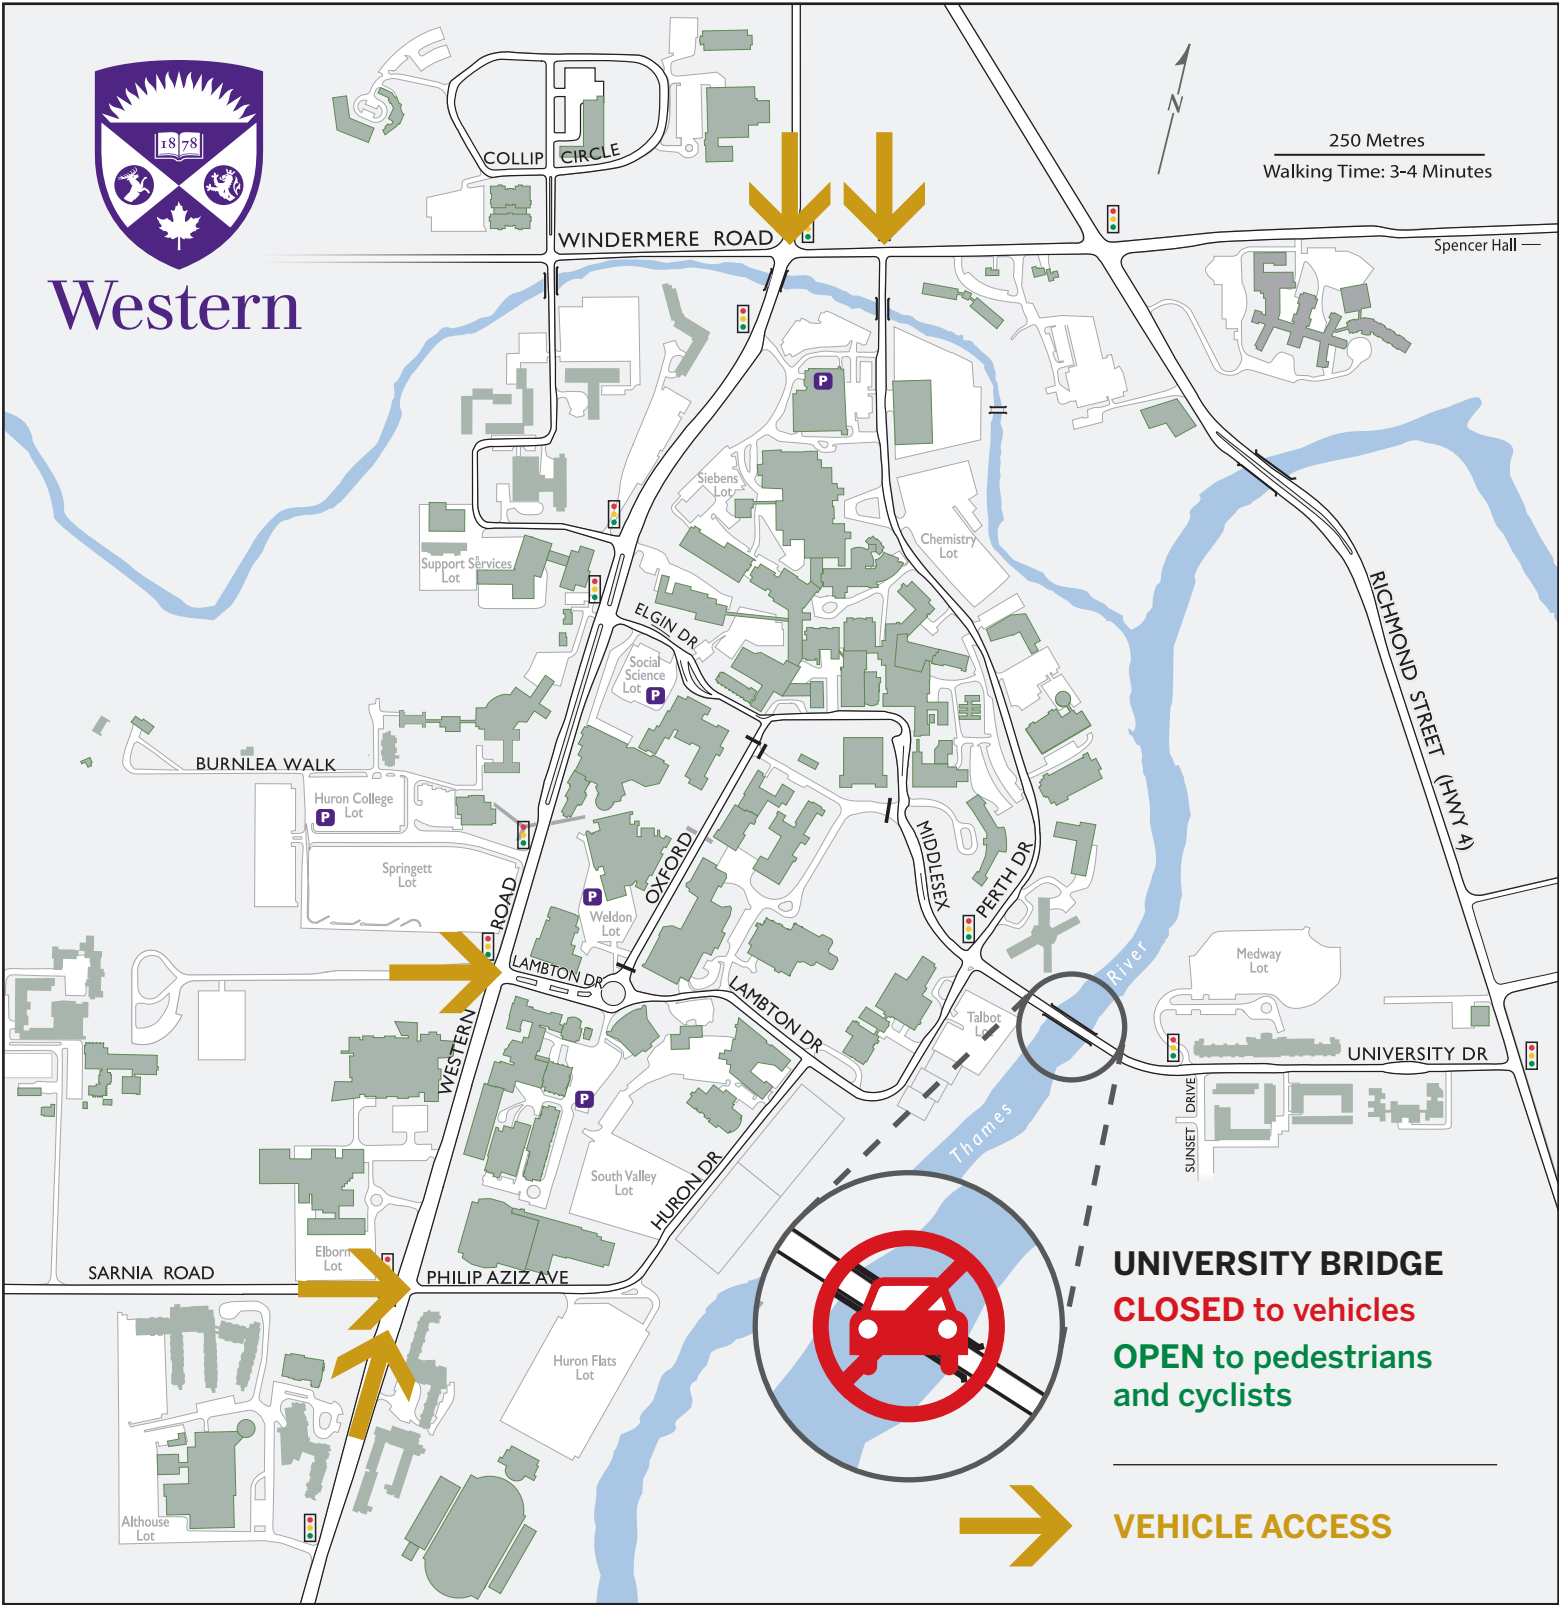 18 78
Western
COLLIP CIRCLE
N
250 Metres
Walking Time: 3-4 Minutes
WINDERMERE ROAD
Spencer Hall
P
Siebens
Lot
Chemistry
Lot
Support Services
Lot
ELGIN DR
RICHMOND STREET (HWY 4)
Social
Science
Lot
P
BURNLEA WALK
Huron College
Lot
P
OXFORD
MIDDLESEX
PERTH DR
Springett
Lot
P
Weldon
Lot
WESTERN ROAD
LAMBTON DR
LAMBTON DR
River
Medway
Lot
Talbot
Lot
UNIVERSITY DR
SUNSET DRIVE
P
Thames
South Valley
Lot
HURON DR
Elborn
Lot
SARNIA ROAD
PHILIP AZIZ AVE
UNIVERSITY BRIDGE
CLOSED to vehicles
OPEN to pedestrians
and cyclists
Huron Flats
Lot
Althouse
Lot
VEHICLE ACCESS